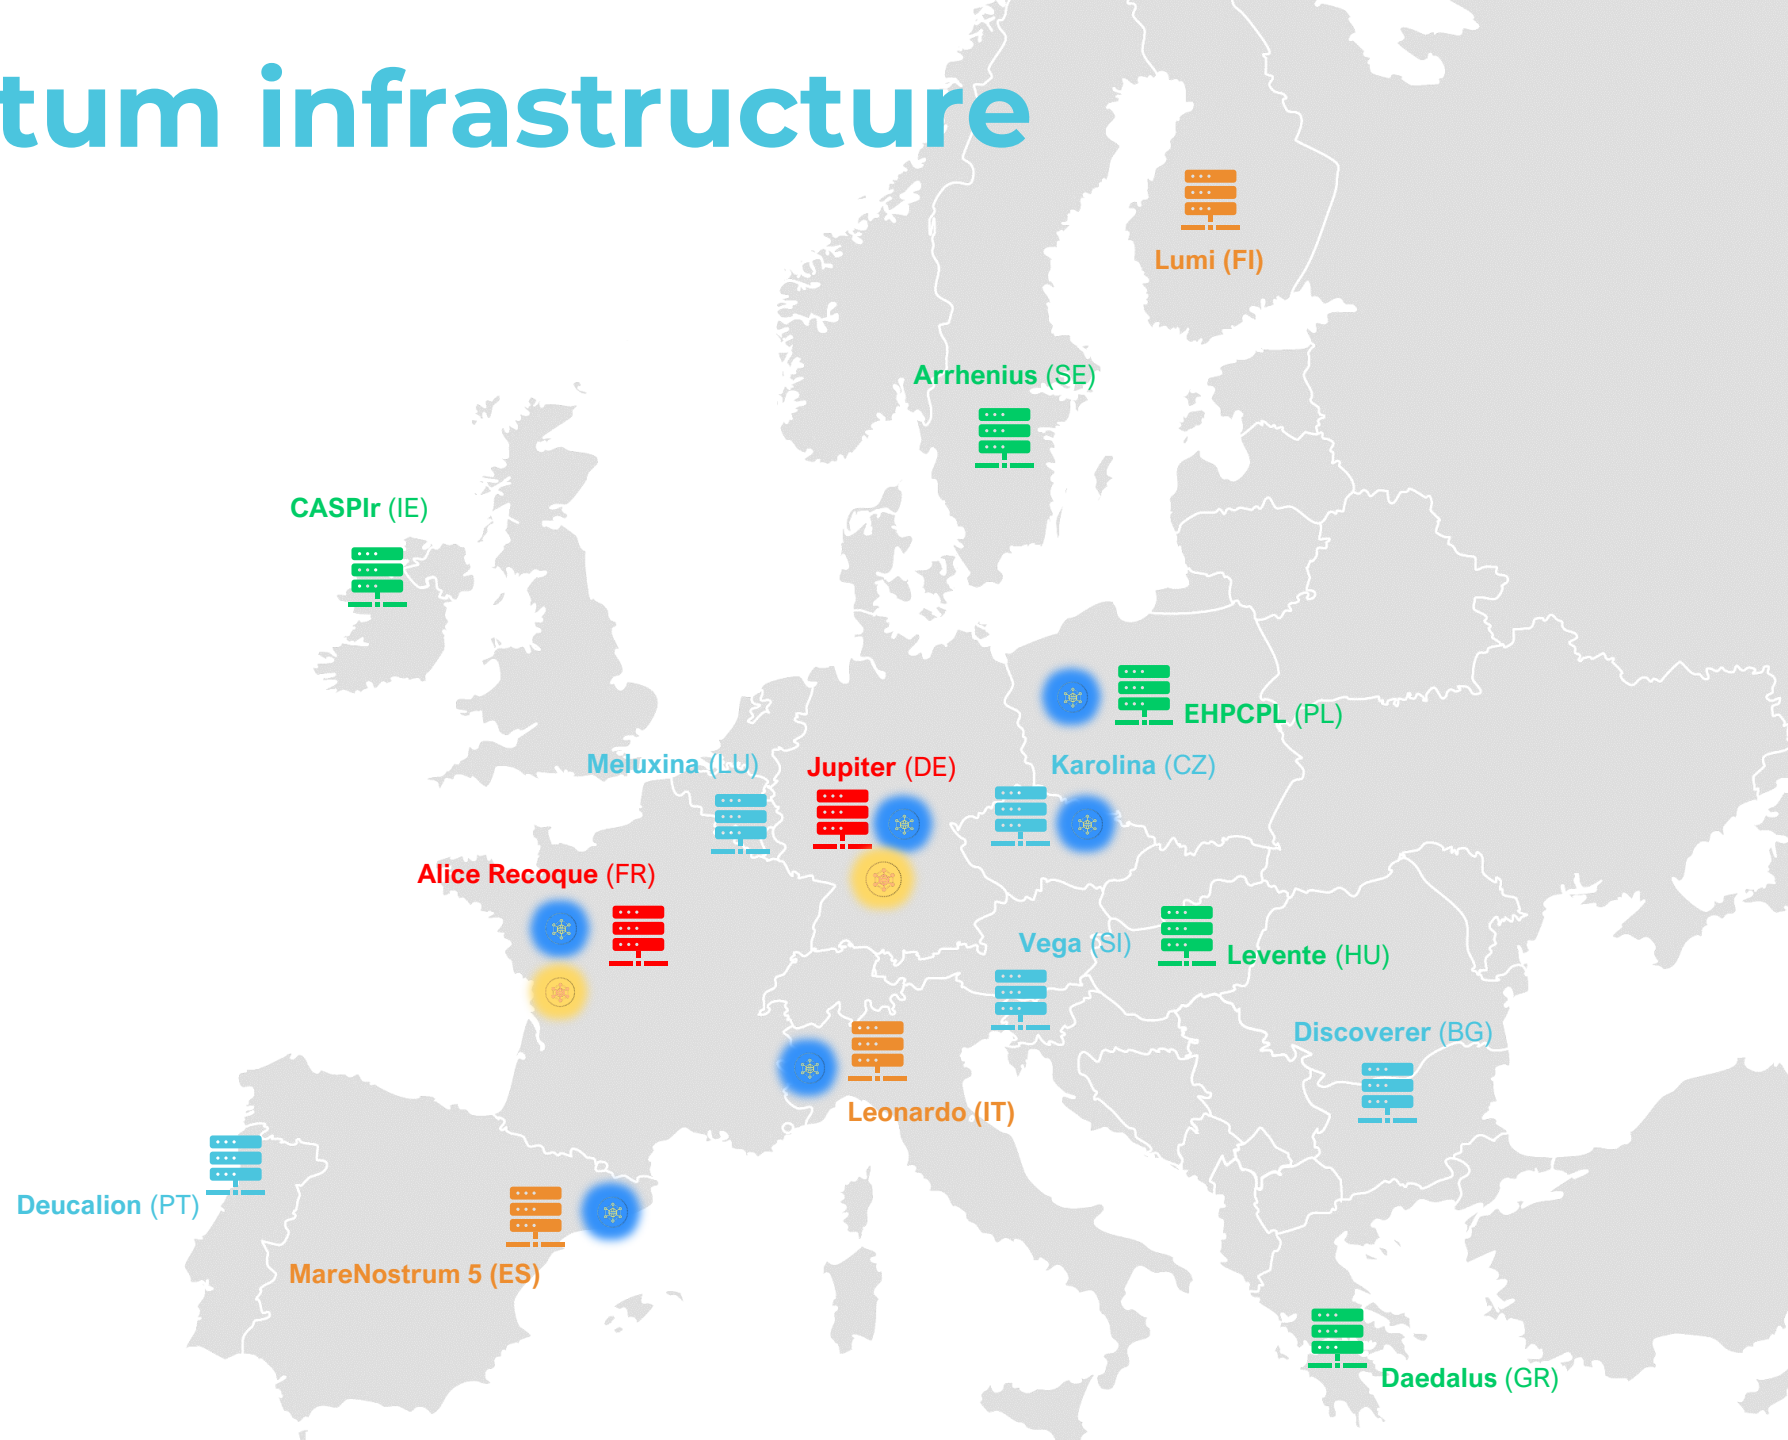 tum infrastructure
Lumi (FI)
Arrhenius (SE)
CASPIr (IE)
EHPCPL (PL)
Meluxina (LU)
Jupiter (DE)
Karolina (CZ)
Alice Recoque (FR)
Vega (SI)
Levente (HU)
Discoverer (BG)
Leonardo (IT)
Deucalion (PT)
MareNostrum 5 (ES)
Daedalus (GR)